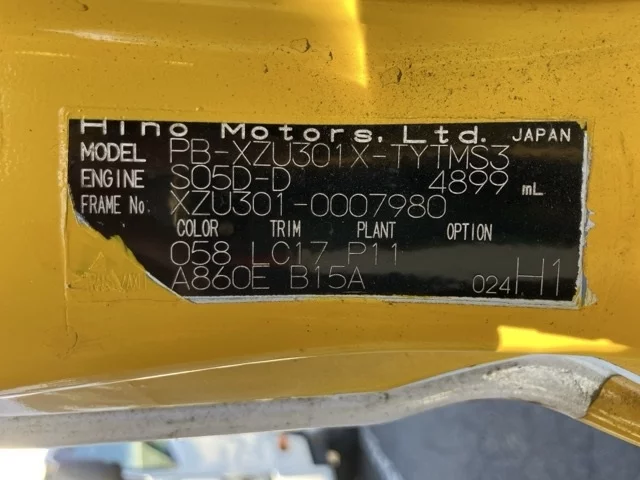 Hino Motors, Ltd. JAPAN
MODEL PB-XZU301X-TYTMS3
ENGINE S05D-D 4899 mL
FRAME No. XZU301-0007980
COLOR TRIM PLANT OPTION
058 LC17 P11
A860E B15A 024 H1